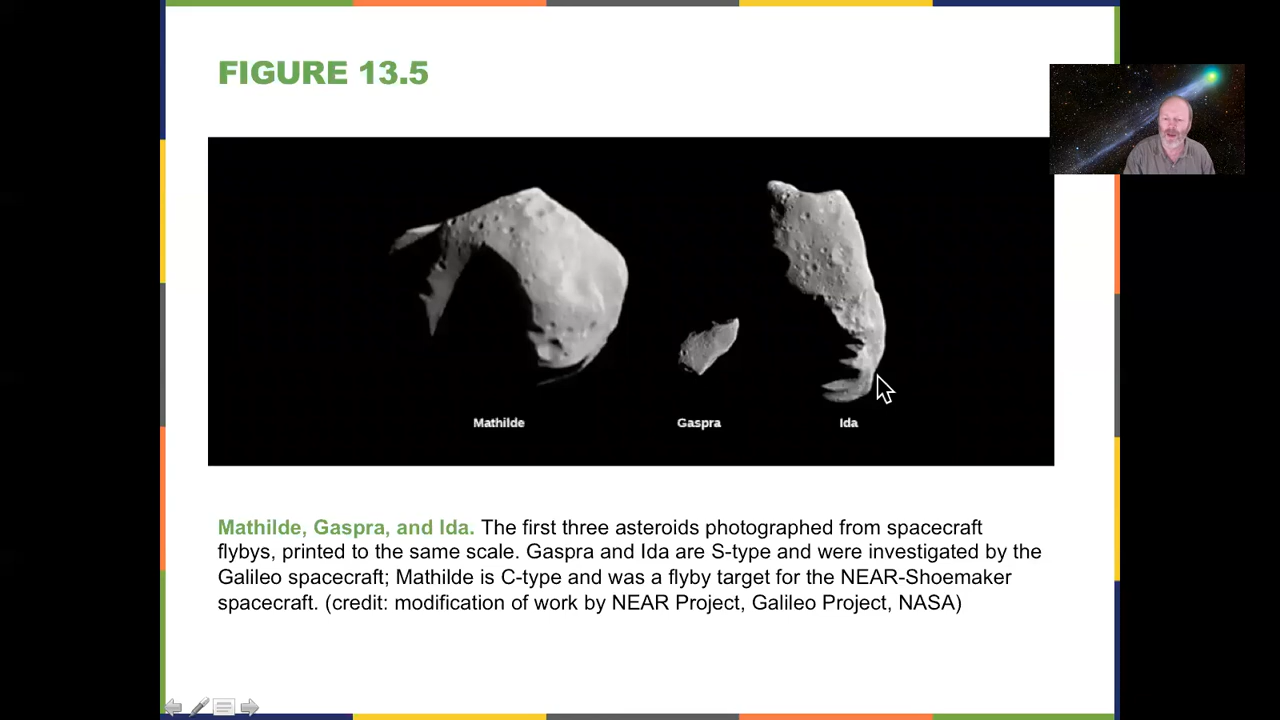 FIGURE 13.5
Mathilde
Gaspra
Ida
Mathilde, Gaspra, and Ida. The first three asteroids photographed from spacecraft
flybys, printed to the same scale. Gaspra and Ida are S-type and were investigated by the
Galileo spacecraft; Mathilde is C-type and was a flyby target for the NEAR-Shoemaker
spacecraft. (credit: modification of work by NEAR Project, Galileo Project, NASA)